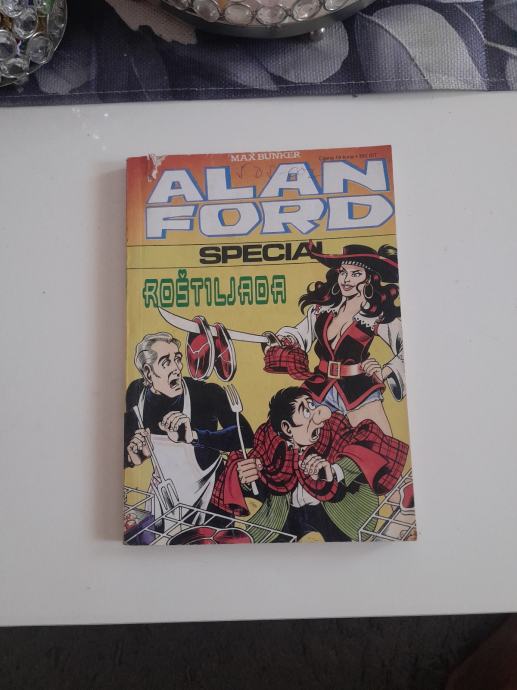 MAX BUNKER
ALAN
FORD
SPECIAL
ROŠTILJADA